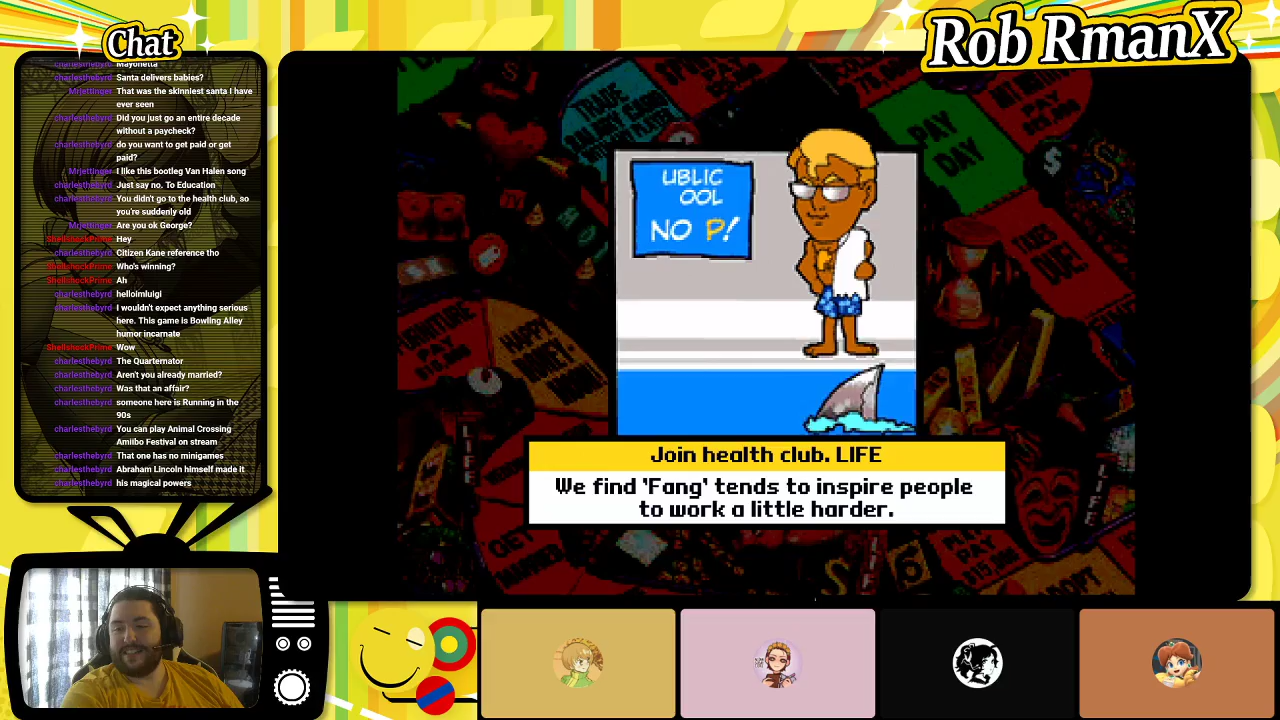 Chat
Rob RmanX
charlesthebyrd Mayonetta
charlesthebyrd Santa delivers babies?
Mrjettinger That was the skinniest santa I have
ever seen
charlesthebyrd Did you just go an entire decade
without a paycheck?
charlesthebyrd do you want to get paid or get
paid?
Mrjettinger I like this bootleg Van Halen song
charlesthebyrd Just say no. To Education
charlesthebyrd You didn't go to the health club, so
you're suddenly old
Mrjettinger Are you ok George?
ShellshockPrime Hey
charlesthebyrd Citizen Kane reference tho
ShellshockPrime Who's winning?
ShellshockPrime Ah
charlesthebyrd helloimluigi
charlesthebyrd I wouldn't expect anything serious
here. This game is Bowling Alley
humor incarnate
ShellshockPrime Wow
charlesthebyrd The Quarternator
charlesthebyrd Aren't you already married?
charlesthebyrd Was that an affair?
charlesthebyrd someone here is Running in the
90s
charlesthebyrd You can play Animal Crossing
Amiibo Festival on stream
charlesthebyrd That one has no minigames
charlesthebyrd Abraham Lincoln himself made it
charlesthebyrd his magical powers
UBLIC
OOL
NO P!
Join health club. LIFE
We find 'Fang' tends to inspire people
to work a little harder.